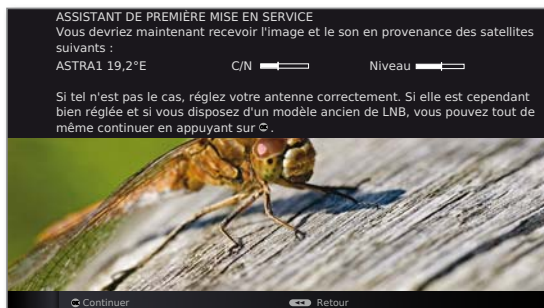 ASSISTANT DE PREMIÈRE MISE EN SERVICE
Vous devriez maintenant recevoir l'image et le son en provenance des satellites
suivants :
ASTRA1 19,2°E C/N Niveau
Si tel n'est pas le cas, réglez votre antenne correctement. Si elle est cependant
bien réglée et si vous disposez d'un modèle ancien de LNB, vous pouvez tout de
même continuer en appuyant sur .
Continuer Retour